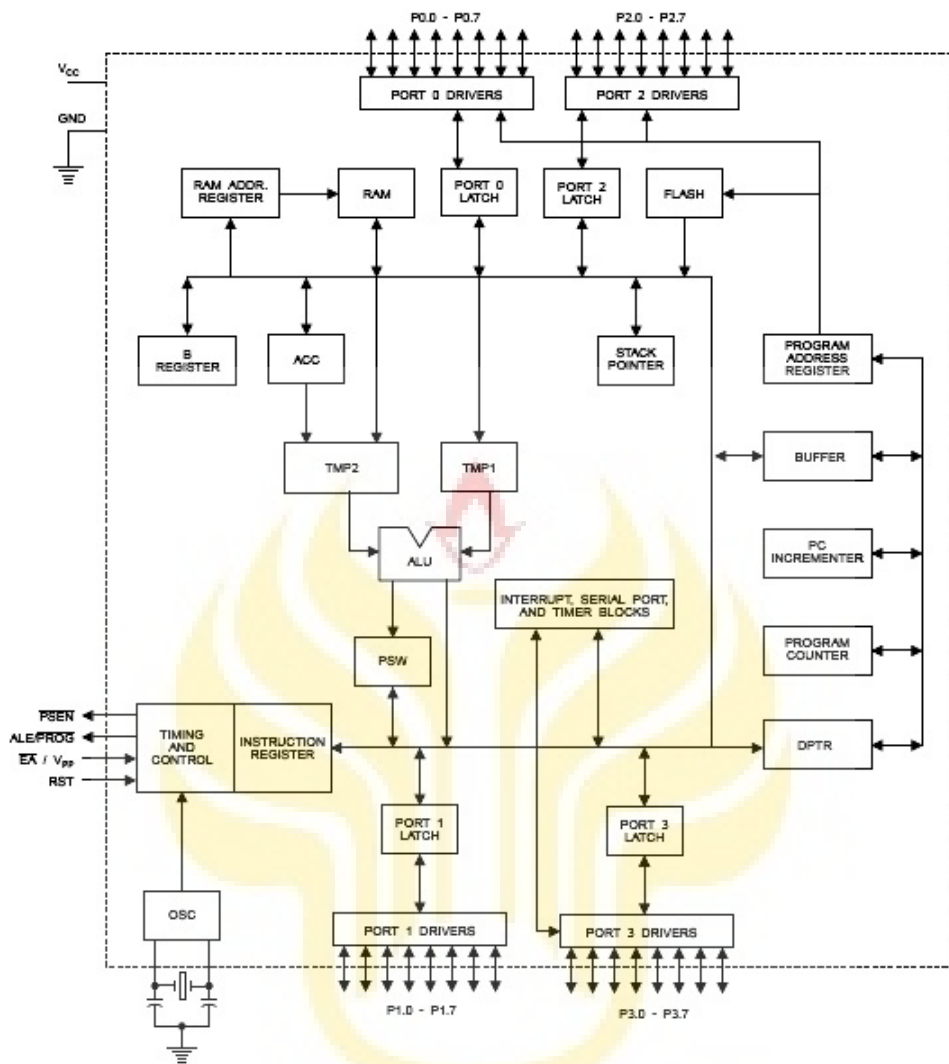 P0.0 - P0.7
P2.0 - P2.7
VCC
PORT 0 DRIVERS
PORT 2 DRIVERS
GND
RAM ADDR.
REGISTER
RAM
PORT 0
LATCH
PORT 2
LATCH
FLASH
B
REGISTER
ACC
STACK
POINTER
PROGRAM
ADDRESS
REGISTER
TMP2
TMP1
BUFFER
ALU
PC
INCREMENTER
INTERRUPT, SERIAL PORT,
AND TIMER BLOCKS
PSW
PROGRAM
COUNTER
PSEN
ALE/PROG
EA / VPP
RST
TIMING
AND
CONTROL
INSTRUCTION
REGISTER
DPTR
PORT 1
LATCH
PORT 3
LATCH
OSC
PORT 1 DRIVERS
PORT 3 DRIVERS
P1.0 - P1.7
P3.0 - P3.7